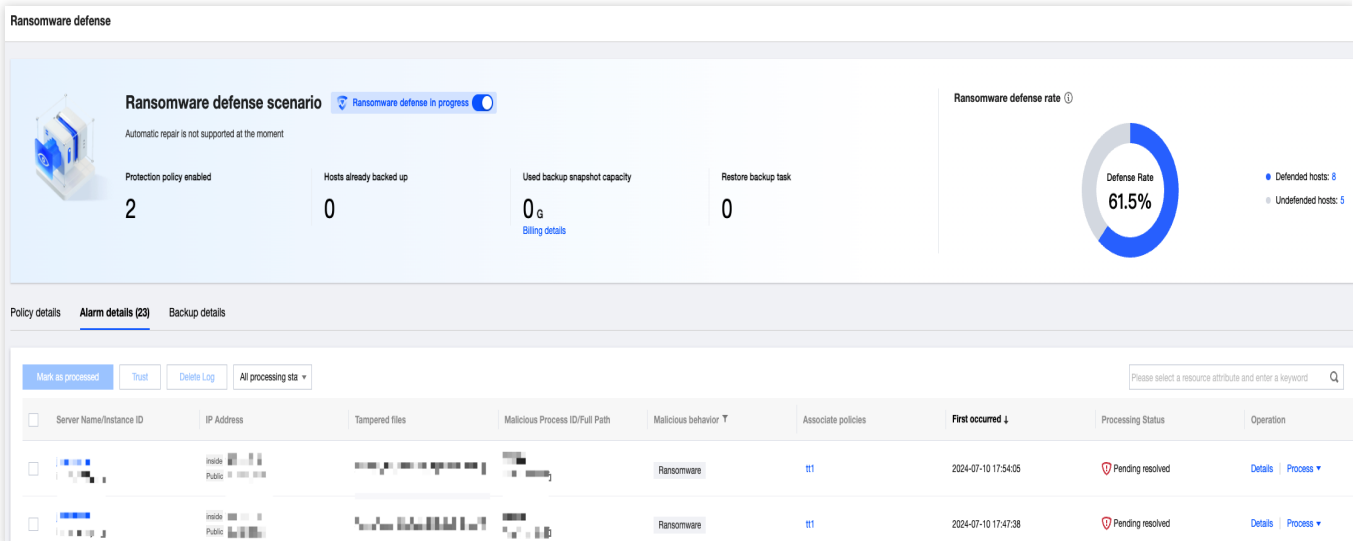 Ransomware defense
Ransomware defense scenario Ransomware defense in progress
Automatic repair is not supported at the moment
Protection policy enabled Hosts already backed up Used backup snapshot capacity Restore backup task
2 0 0 G 0
Billing details
Ransomware defense rate
Defense Rate
61.5%
Defended hosts: 8
Undefended hosts: 5
Policy details Alarm details (23) Backup details
Mark as processed Trust Delete Log All processing sta Please select a resource attribute and enter a keyword
Server Name/Instance ID IP Address Tampered files Malicious Process ID/Full Path Malicious behavior Associate policies First occurred ↓ Processing Status Operation
inside
Public
Ransomware tt1 2024-07-10 17:54:05 Pending resolved Details Process
inside
Public
Ransomware tt1 2024-07-10 17:47:38 Pending resolved Details Process